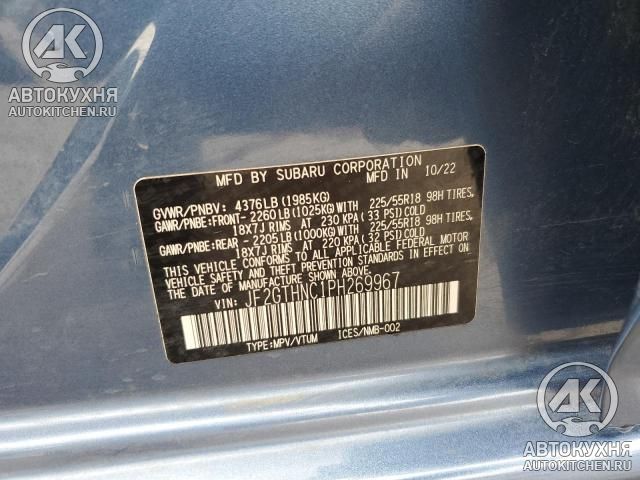 AK
АВТОКУХНЯ
AUTOKITCHEN.RU
MFD BY SUBARU CORPORATION MFD IN 10/22
GVWR/PNBV: 4376LB(1985KG)
GAWR/PNBE:FRONT- 2260LB(1025KG)WITH 225/55R18 98H TIRES,
18X7J RIMS AT 230 KPA(33 PSI)COLD
GAWR/PNBE:REAR - 2205LB(1000KG)WITH 225/55R18 98H TIRES,
18X7J RIMS AT 220 KPA(32 PSI)COLD
THIS VEHICLE CONFORMS TO ALL APPLICABLE FEDERAL MOTOR
VEHICLE SAFETY AND THEFT PREVENTION STANDARDS IN EFFECT
ON THE DATE OF MANUFACTURE SHOWN ABOVE.
VIN: JF2GTHNC1PH269967
TYPE:MPV/VTUM ICES/NMB-002
AK
АВТОКУХНЯ
AUTOKITCHEN.RU